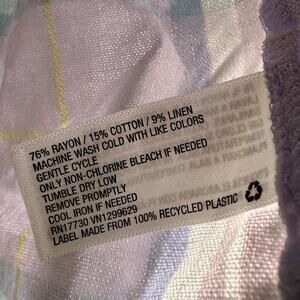 76% RAYON / 15% COTTON / 9% LINEN
MACHINE WASH COLD WITH LIKE COLORS
GENTLE CYCLE
ONLY NON-CHLORINE BLEACH IF NEEDED
TUMBLE DRY LOW
REMOVE PROMPTLY
COOL IRON IF NEEDED
RN17730 VN1299629
LABEL MADE FROM 100% RECYCLED PLASTIC